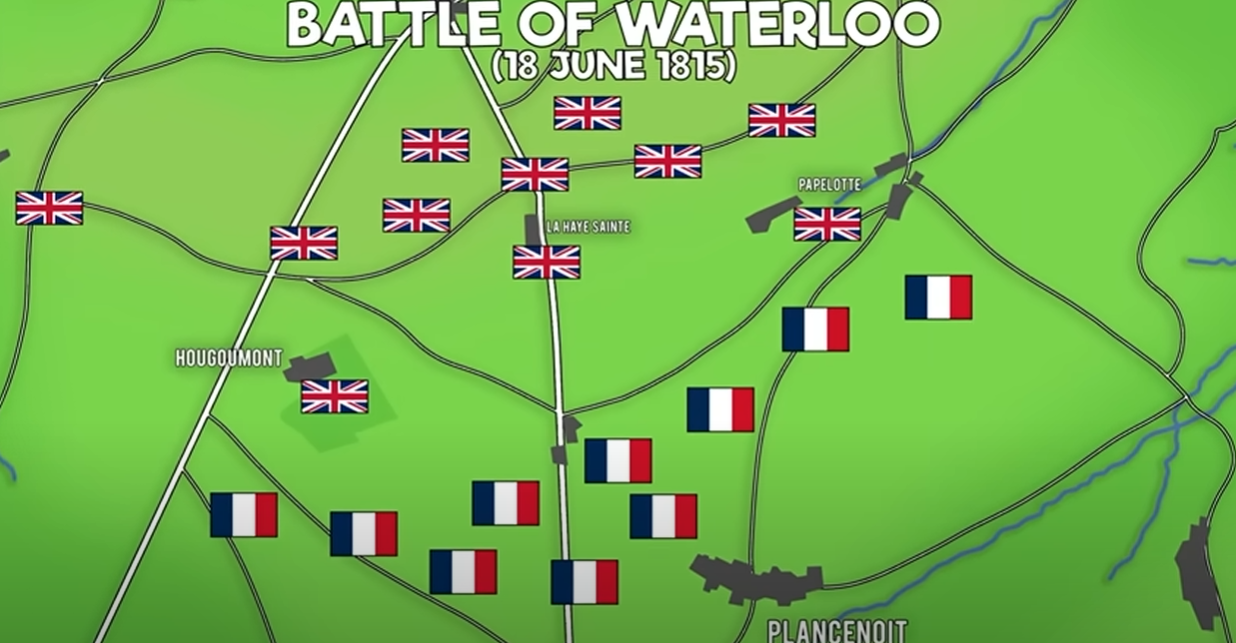 BATTLE OF WATERLOO
(18 JUNE 1815)
PAPELOTTE
LA HAYE SAINTE
HOUGOUMONT
PLANCENOIT